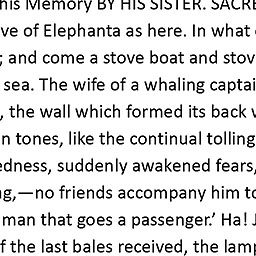 his Memory BY HIS SISTER. SACRE
ve of Elephanta as here. In what
; and come a stove boat and stov
sea. The wife of a whaling captai
, the wall which formed its back
n tones, like the continual tolling
edness, suddenly awakened fears,
ng,—no friends accompany him to
man that goes a passenger.’ Ha! J
f the last bales received, the lam